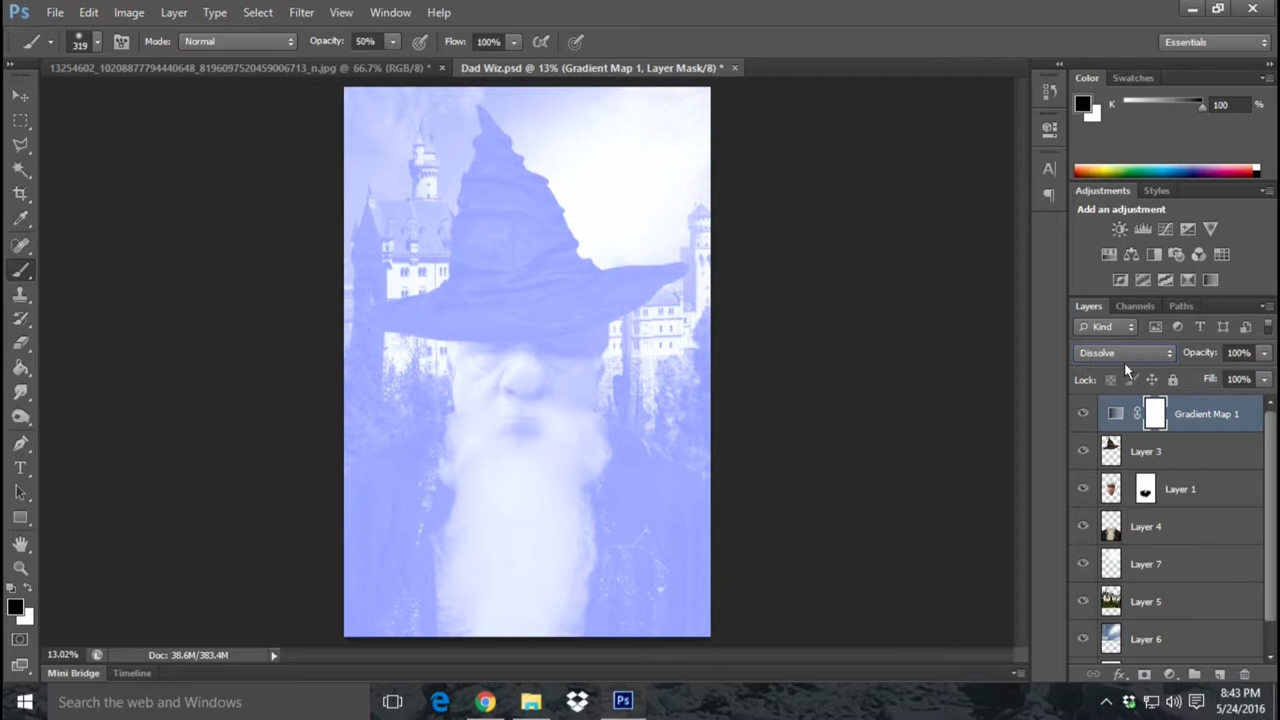 Ps File Edit Image Layer Type Select Filter View Window Help
319 Mode: Normal Opacity: 50% Flow: 100% Essentials
13254602_10208877794440648_8196097520459006713_n.jpg @ 66.7% (RGB/8) * × Dad Wiz.psd @ 13% (Gradient Map 1, Layer Mask/8) * ×
Color Swatches
K 100 %
Adjustments Styles
Add an adjustment
Layers Channels Paths
Kind
Dissolve Opacity: 100%
Lock: Fill: 100%
Gradient Map 1
Layer 3
Layer 1
Layer 4
Layer 7
Layer 5
Layer 6
13.02% Doc: 38.6M/383.4M
Mini Bridge Timeline
Search the web and Windows
8:43 PM
5/24/2016